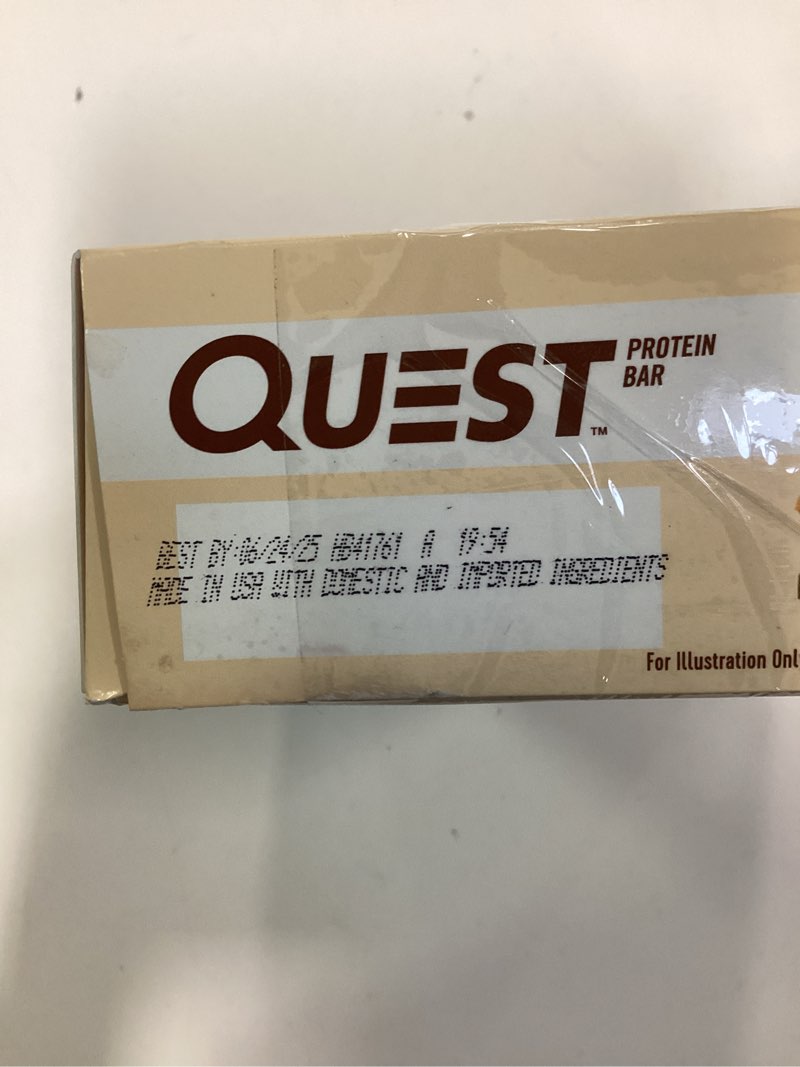 QUEST™
PROTEIN
BAR
BEST BY:06/24/25 HB41761 A 19:54
MADE IN USA WITH DOMESTIC AND IMPORTED INGREDIENTS
For Illustration Onl